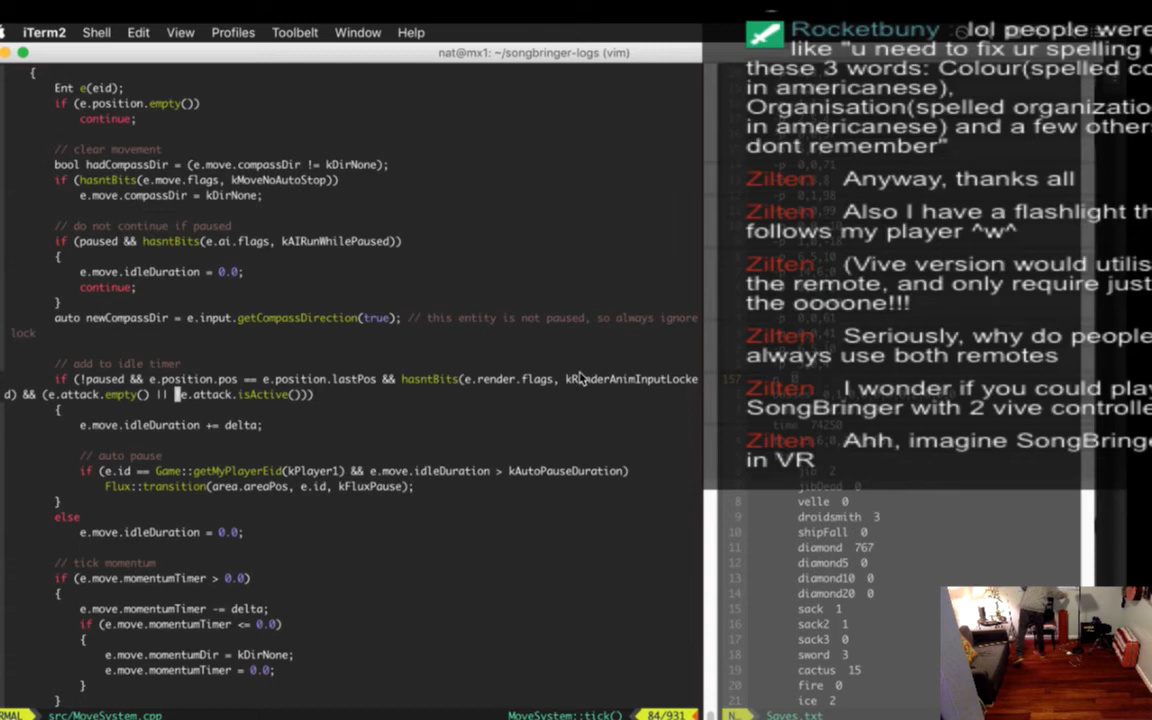 iTerm2 Shell Edit View Profiles Toolbelt Window Help
nat@mx1: ~/songbringer-logs (vim)
{
Ent e(eid);
if (e.position.empty())
continue;
// clear movement
bool hadCompassDir = (e.move.compassDir != kDirNone);
if (hasntBits(e.move.flags, kMoveNoAutoStop))
e.move.compassDir = kDirNone;
// do not continue if paused
if (paused && hasntBits(e.ai.flags, kAIRunWhilePaused))
{
e.move.idleDuration = 0.0;
continue;
}
auto newCompassDir = e.input.getCompassDirection(true); // this entity is not paused, so always ignore
lock
// add to idle timer
if (!paused && e.position.pos == e.position.lastPos && hasntBits(e.render.flags, kRenderAnimInputLocke
d) && (e.attack.empty() || e.attack.isActive()))
{
e.move.idleDuration += delta;
// auto pause
if (e.id == Game::getMyPlayerEid(kPlayer1) && e.move.idleDuration > kAutoPauseDuration)
Flux::transition(area.areaPos, e.id, kFluxPause);
}
else
e.move.idleDuration = 0.0;
// tick momentum
if (e.move.momentumTimer > 0.0)
{
e.move.momentumTimer -= delta;
if (e.move.momentumTimer <= 0.0)
{
e.move.momentumDir = kDirNone;
e.move.momentumTimer = 0.0;
}
}
RMAL src/MoveSystem.cpp MoveSystem::tick() 84/931
Rocketbuny lol people were
like "u need to fix ur spelling
these 3 words: Colour(spelled co
in americanese),
Organisation(spelled organizatio
in americanese) and a few others
dont remember"
Zilten Anyway, thanks all
Zilten Also I have a flashlight th
follows my player ^w^
Zilten (Vive version would utilis
the remote, and only require just
the oooone!!!
Zilten Seriously, why do people
always use both remotes
Zilten I wonder if you could play
SongBringer with 2 vive controlle
Zilten Ahh, imagine SongBringe
in VR
157
time 74250
jib 2
jibDead 0
8 velle 0
9 droidsmith 3
10 shipFall 0
11 diamond 767
12 diamond5 0
13 diamond10 0
14 diamond20 0
15 sack 1
16 sack2 1
17 sack3 0
18 sword 3
19 cactus 15
20 fire 0
21 ice 2
N… Saves.txt